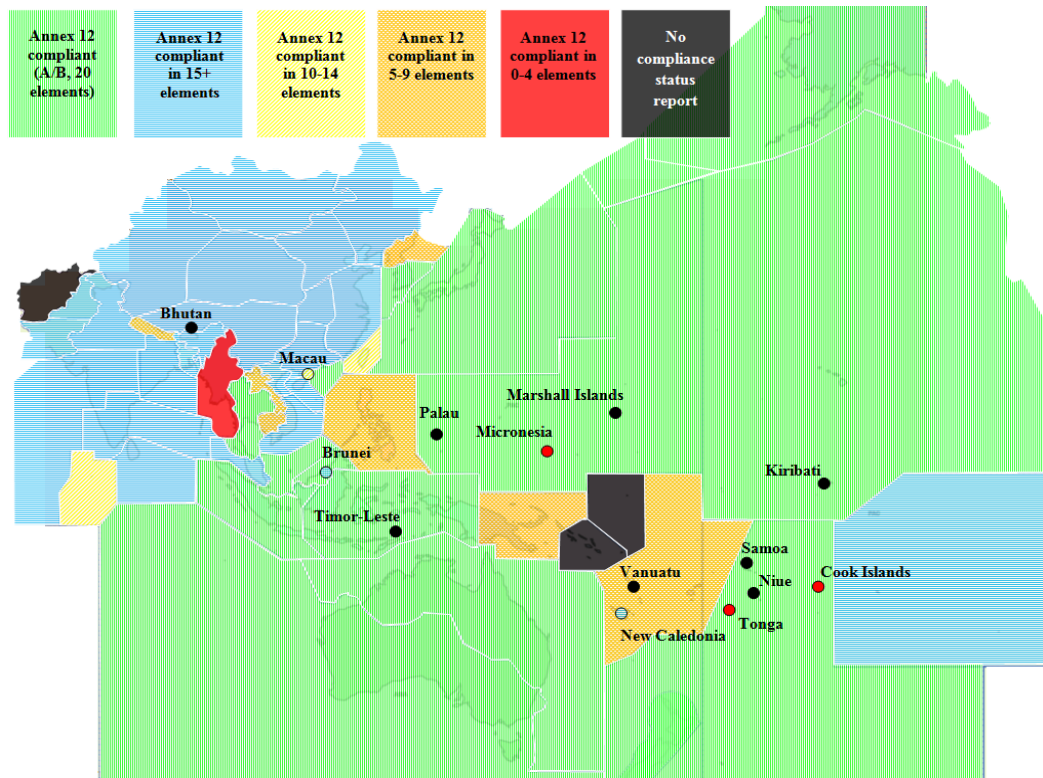 Annex 12
compliant
(A/B, 20
elements)
Annex 12
compliant
in 15+
elements
Annex 12
compliant
in 10-14
elements
Annex 12
compliant in
5-9 elements
Annex 12
compliant in
0-4 elements
No
compliance
status
report
Bhutan
Macau
Marshall Islands
Palau
Micronesia
Brunei
Kiribati
Timor-Leste
Samoa
Vanuatu
Niue
Cook Islands
Tonga
New Caledonia